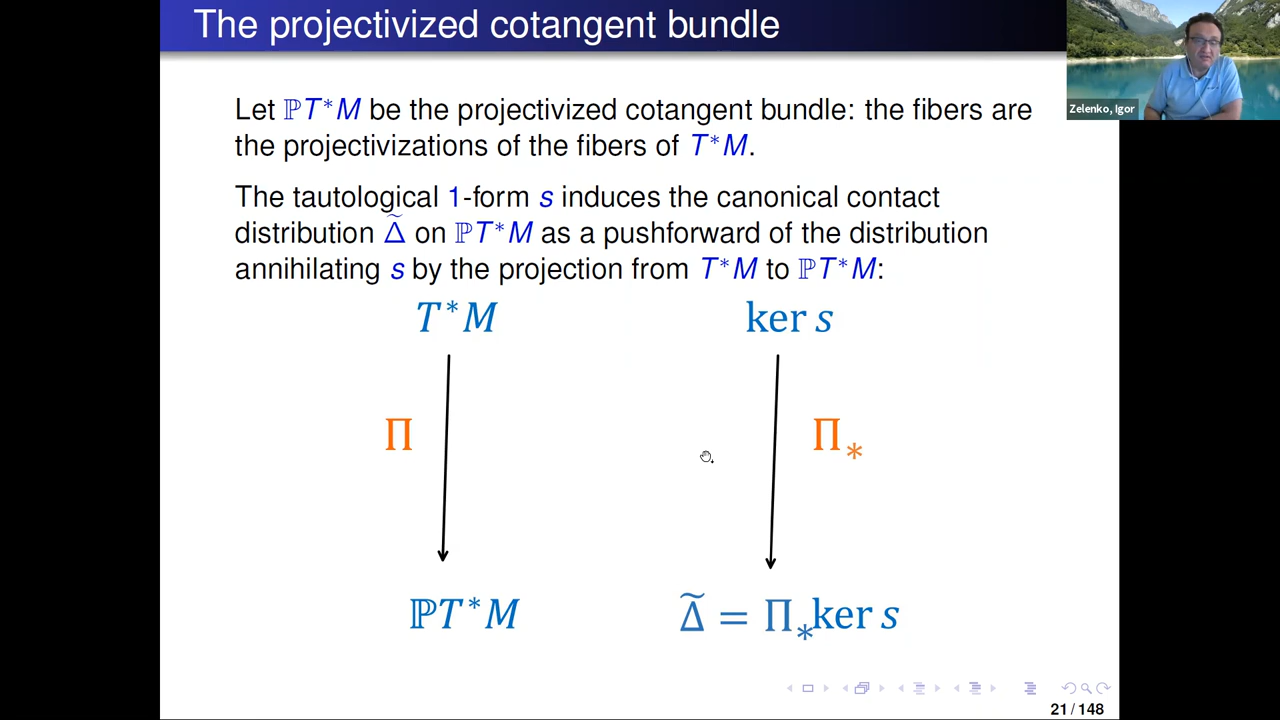 The projectivized cotangent bundle
Zelenko, Igor
Let ℙT*M be the projectivized cotangent bundle: the fibers are
the projectivizations of the fibers of T*M.
The tautological 1-form s induces the canonical contact
distribution Δ̃ on ℙT*M as a pushforward of the distribution
annihilating s by the projection from T*M to ℙT*M:
T*M
ker s
Π
Π∗
ℙT*M
Δ̃ = Π∗ker s
21 / 148